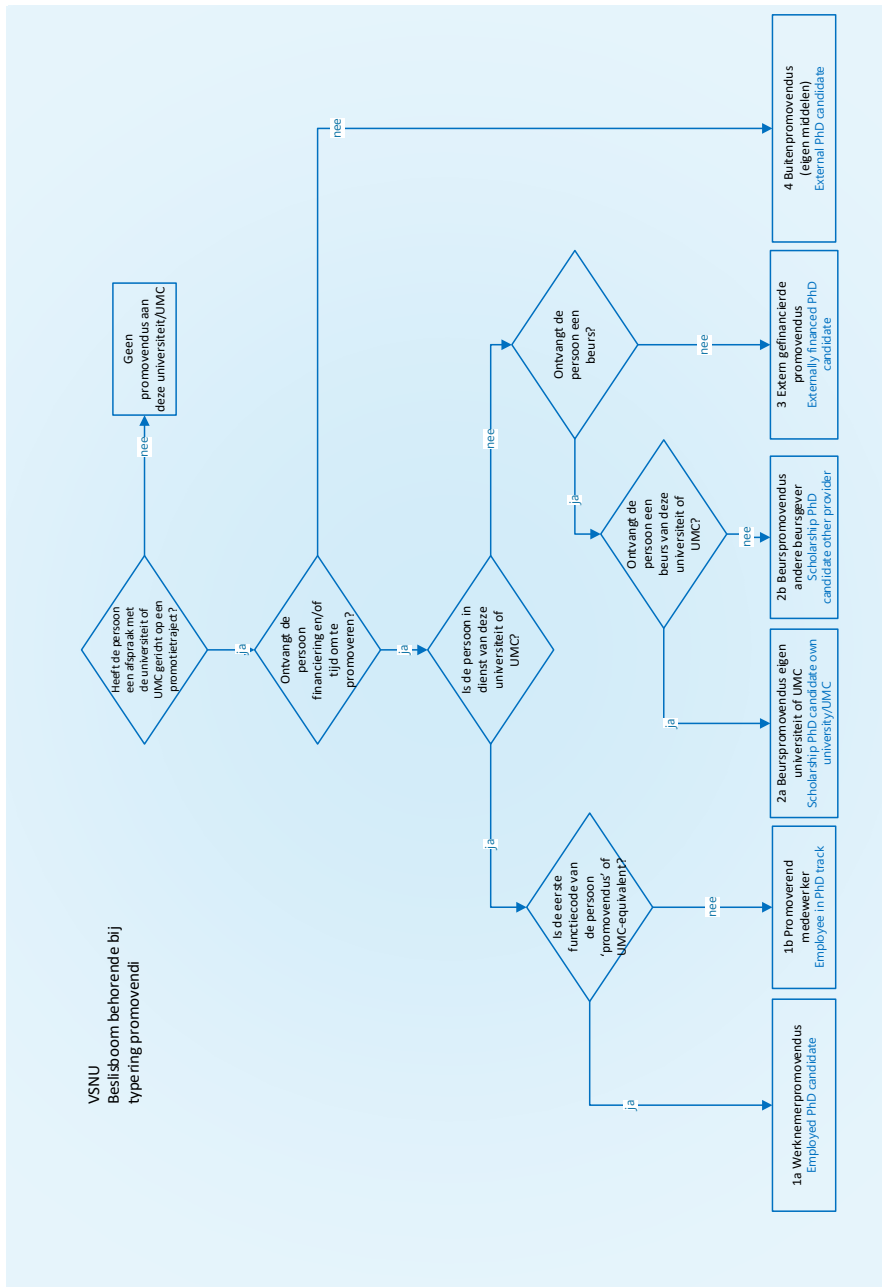 VSNU
Beslisboom behorende bij
typering promovendi
Heeft de persoon
een afspraak met
de universiteit of
UMC gericht op een
promotietraject?
nee
Geen
promovendus aan
deze universiteit/UMC
ja
Ontvangt de
persoon
financiering en/of
tijd om te
promoveren?
nee
ja
Is de persoon in
dienst van deze
universiteit of
UMC?
ja
nee
Is de eerste
functiecode van
de persoon
‘promovendus’ of
UMC-equivalent?
ja
nee
Ontvangt de
persoon een
beurs?
ja
nee
Ontvangt de
persoon een
beurs van deze
universiteit of
UMC?
ja
nee
1a Werknemerpromovendus
Employed PhD candidate
1b Promoverend
medewerker
Employee in PhD track
2a Beurspromovendus eigen
universiteit of UMC
Scholarship PhD candidate own
university/UMC
2b Beurspromovendus
andere beursgever
Scholarship PhD
candidate other provider
3 Extern gefinancierde
promovendus
Externally financed PhD
candidate
4 Buitenpromovendus
(eigen middelen)
External PhD candidate